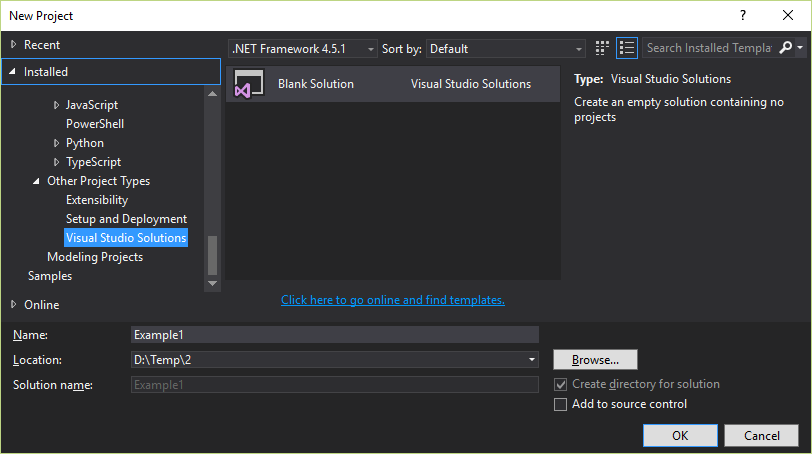 New Project
?
Recent
.NET Framework 4.5.1 Sort by: Default
Search Installed Templa
Installed
JavaScript
PowerShell
Python
TypeScript
Other Project Types
Extensibility
Setup and Deployment
Visual Studio Solutions
Modeling Projects
Samples
Online
Blank Solution Visual Studio Solutions
Click here to go online and find templates.
Type: Visual Studio Solutions
Create an empty solution containing no
projects
Name: Example1
Location: D:\Temp\2 Browse...
Solution name: Example1 Create directory for solution
Add to source control
OK Cancel